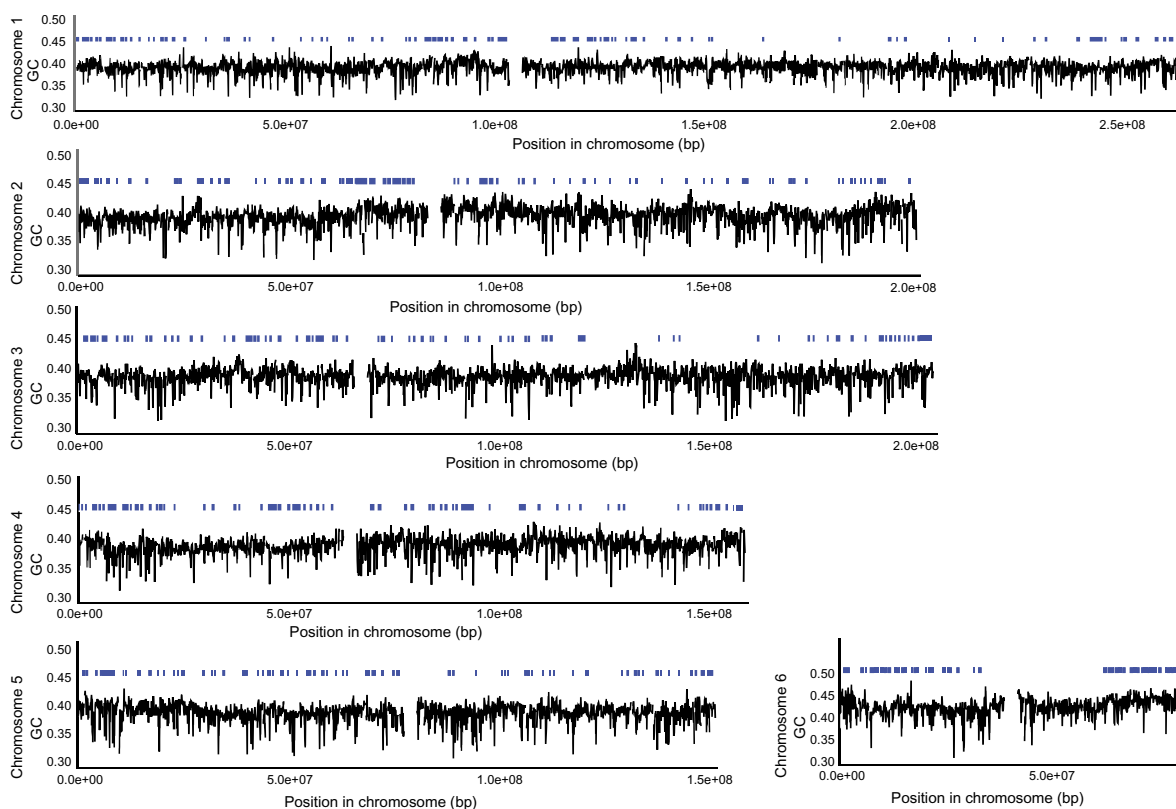 Chromosome 1
GC
0.50
0.45
0.40
0.35
0.30
0.0e+00 5.0e+07 1.0e+08 1.5e+08 2.0e+08 2.5e+08
Position in chromosome (bp)
Chromosome 2
GC
0.50
0.45
0.40
0.35
0.30
0.0e+00 5.0e+07 1.0e+08 1.5e+08 2.0e+08
Position in chromosome (bp)
Chromosome 3
GC
0.50
0.45
0.40
0.35
0.30
0.0e+00 5.0e+07 1.0e+08 1.5e+08 2.0e+08
Position in chromosome (bp)
Chromosome 4
GC
0.50
0.45
0.40
0.35
0.30
0.0e+00 5.0e+07 1.0e+08 1.5e+08
Position in chromosome (bp)
Chromosome 5
GC
0.50
0.45
0.40
0.35
0.30
0.0e+00 5.0e+07 1.0e+08 1.5e+08
Position in chromosome (bp)
Chromosome 6
GC
0.50
0.45
0.40
0.35
0.30
0.0e+00 5.0e+07
Position in chromosome (bp)